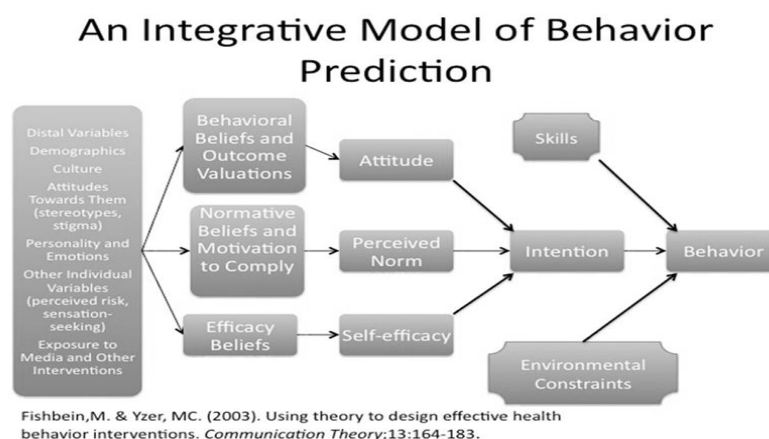 An Integrative Model of Behavior
Prediction
Distal Variables
Demographics
Culture
Attitudes
Towards Them
(stereotypes,
stigma)
Personality and
Emotions
Other Individual
Variables
(perceived risk,
sensation-
seeking)
Exposure to
Media and Other
Interventions
Behavioral
Beliefs and
Outcome
Valuations
Normative
Beliefs and
Motivation
to Comply
Efficacy
Beliefs
Attitude
Perceived
Norm
Self-efficacy
Skills
Intention
Behavior
Environmental
Constraints
Fishbein,M. & Yzer, MC. (2003). Using theory to design effective health
behavior interventions. Communication Theory:13:164-183.